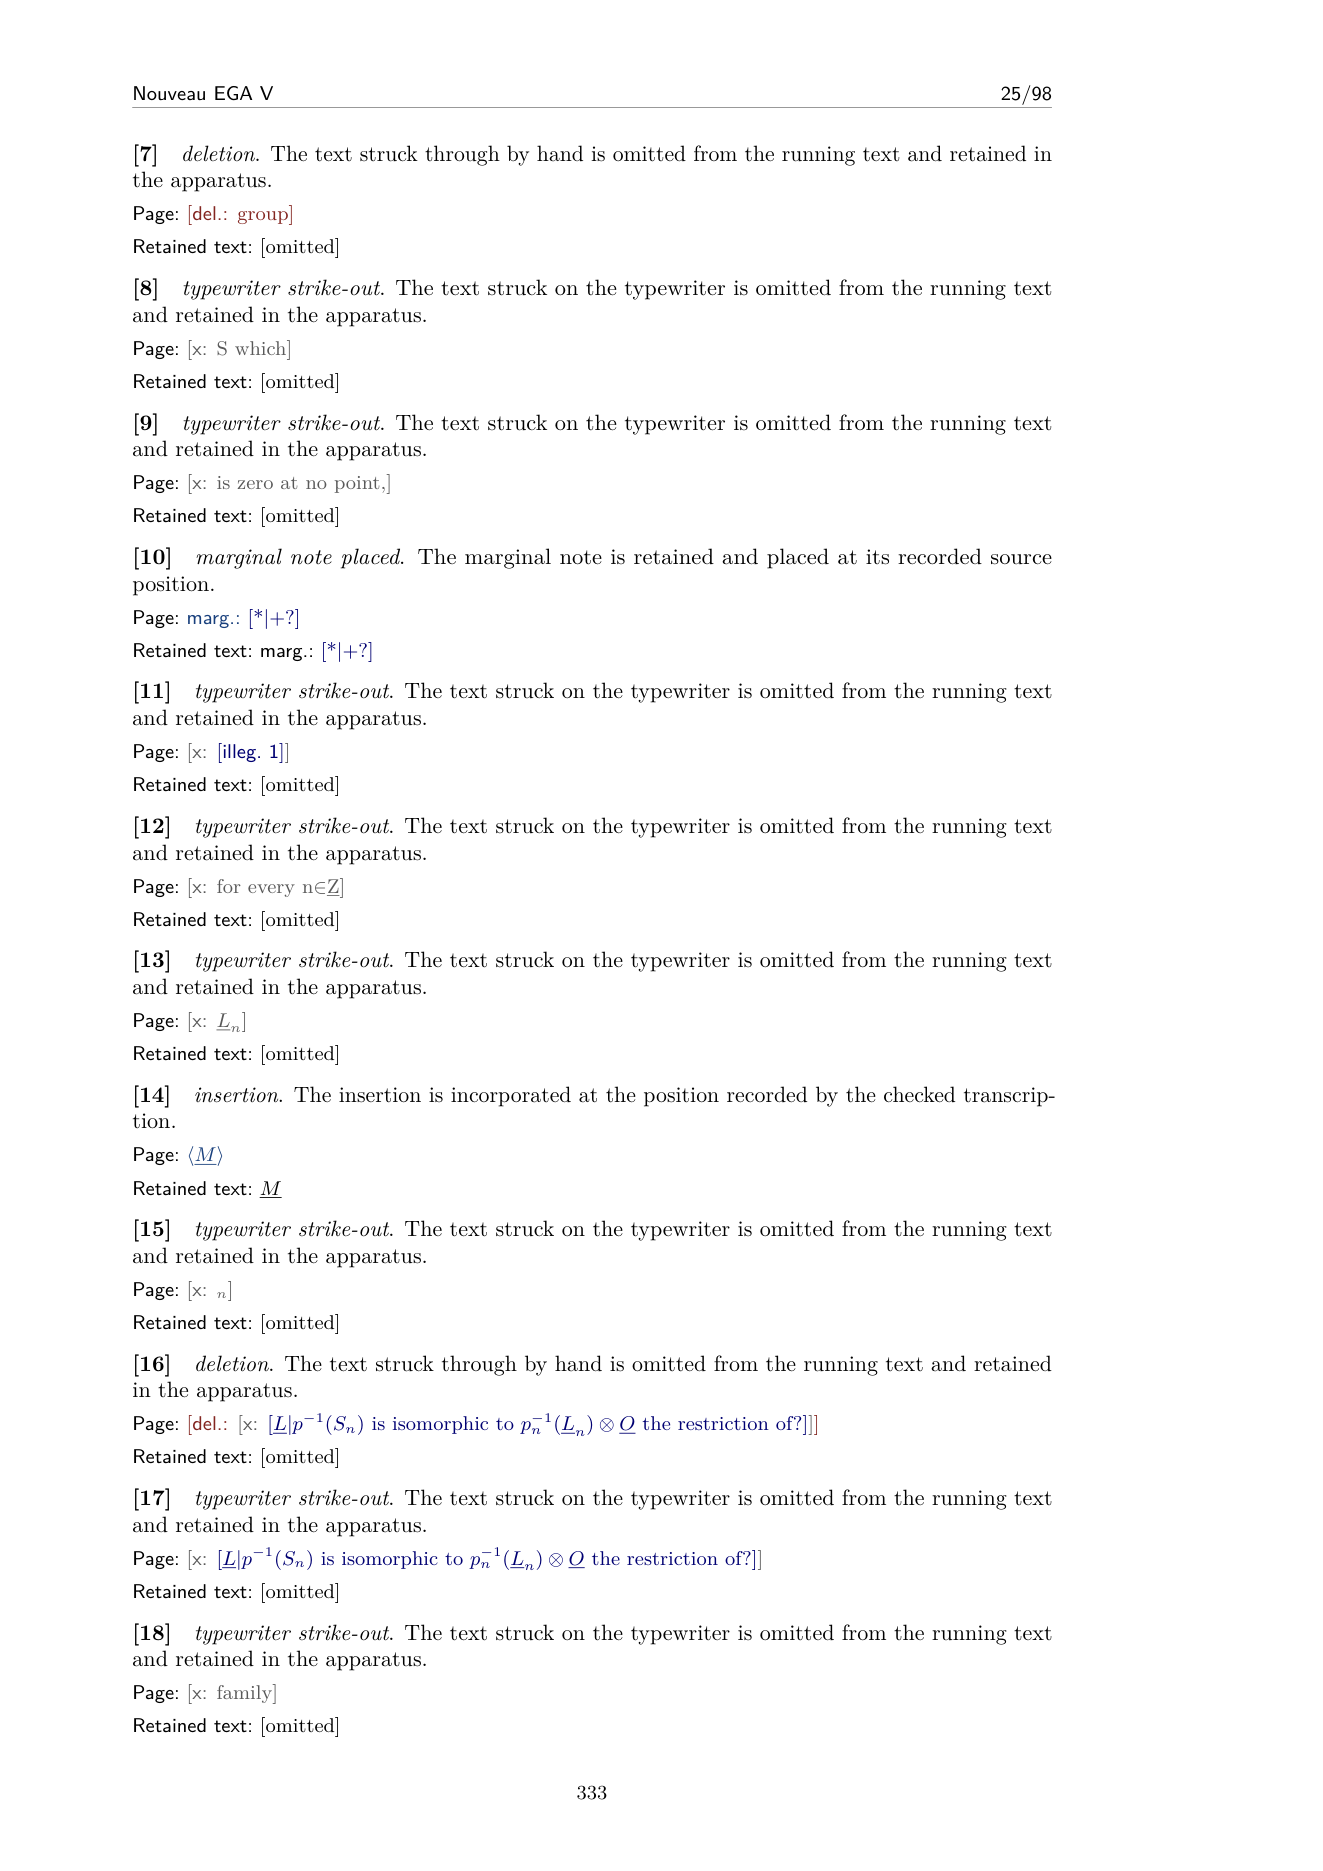 Nouveau EGA V 25/98
[7] deletion. The text struck through by hand is omitted from the running text and retained in
the apparatus.
Page: [del.: group]
Retained text: [omitted]
[8] typewriter strike-out. The text struck on the typewriter is omitted from the running text
and retained in the apparatus.
Page: [x: S which]
Retained text: [omitted]
[9] typewriter strike-out. The text struck on the typewriter is omitted from the running text
and retained in the apparatus.
Page: [x: is zero at no point,]
Retained text: [omitted]
[10] marginal note placed. The marginal note is retained and placed at its recorded source
position.
Page: marg.: [*|+?]
Retained text: marg.: [*|+?]
[11] typewriter strike-out. The text struck on the typewriter is omitted from the running text
and retained in the apparatus.
Page: [x: [illeg. 1]]
Retained text: [omitted]
[12] typewriter strike-out. The text struck on the typewriter is omitted from the running text
and retained in the apparatus.
Page: [x: for every n∈Z]
Retained text: [omitted]
[13] typewriter strike-out. The text struck on the typewriter is omitted from the running text
and retained in the apparatus.
Page: [x: L_n]
Retained text: [omitted]
[14] insertion. The insertion is incorporated at the position recorded by the checked transcrip-
tion.
Page: ⟨M⟩
Retained text: M
[15] typewriter strike-out. The text struck on the typewriter is omitted from the running text
and retained in the apparatus.
Page: [x: _n]
Retained text: [omitted]
[16] deletion. The text struck through by hand is omitted from the running text and retained
in the apparatus.
Page: [del.: [x: [L|p⁻¹(S_n) is isomorphic to p_n⁻¹(L_n) ⊗ O the restriction of?]]]
Retained text: [omitted]
[17] typewriter strike-out. The text struck on the typewriter is omitted from the running text
and retained in the apparatus.
Page: [x: [L|p⁻¹(S_n) is isomorphic to p_n⁻¹(L_n) ⊗ O the restriction of?]]
Retained text: [omitted]
[18] typewriter strike-out. The text struck on the typewriter is omitted from the running text
and retained in the apparatus.
Page: [x: family]
Retained text: [omitted]
333